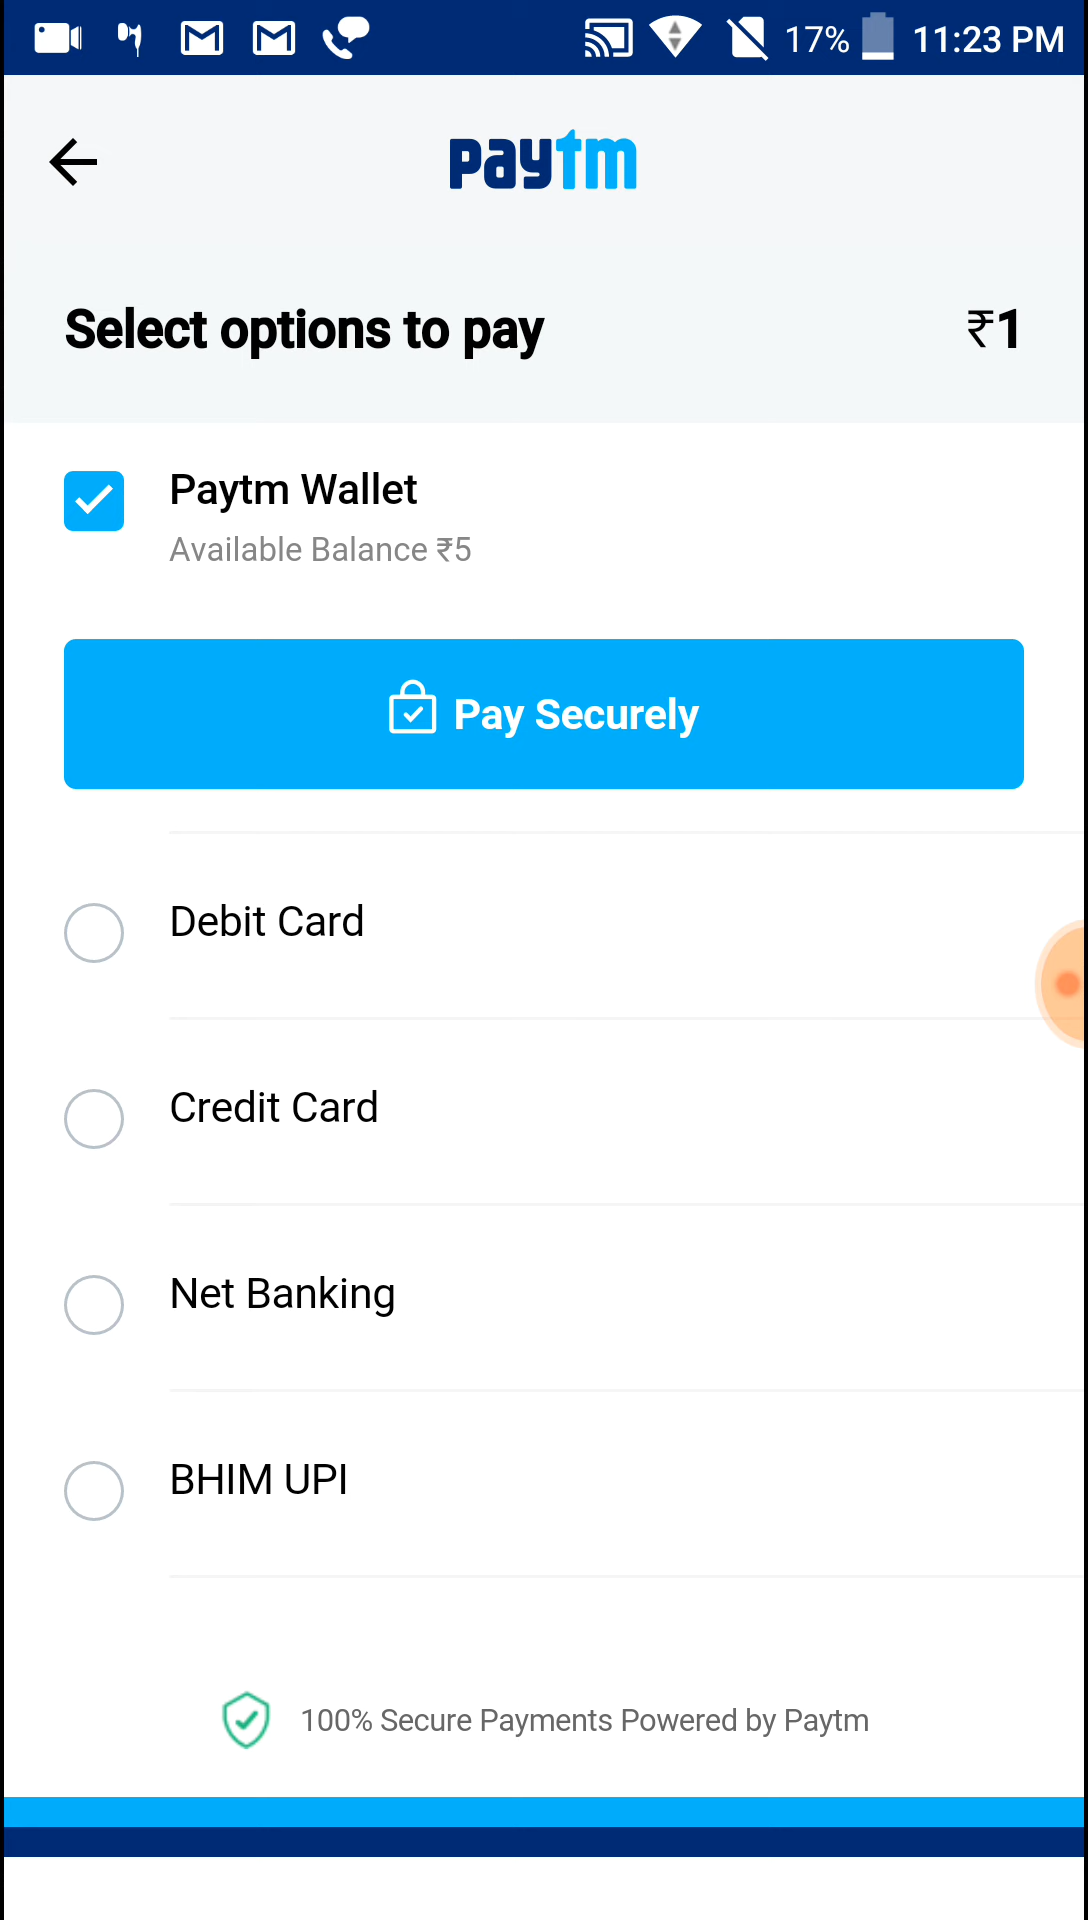 17% 11:23 PM
paytm
Select options to pay ₹1
Paytm Wallet
Available Balance ₹5
Pay Securely
Debit Card
Credit Card
Net Banking
BHIM UPI
100% Secure Payments Powered by Paytm